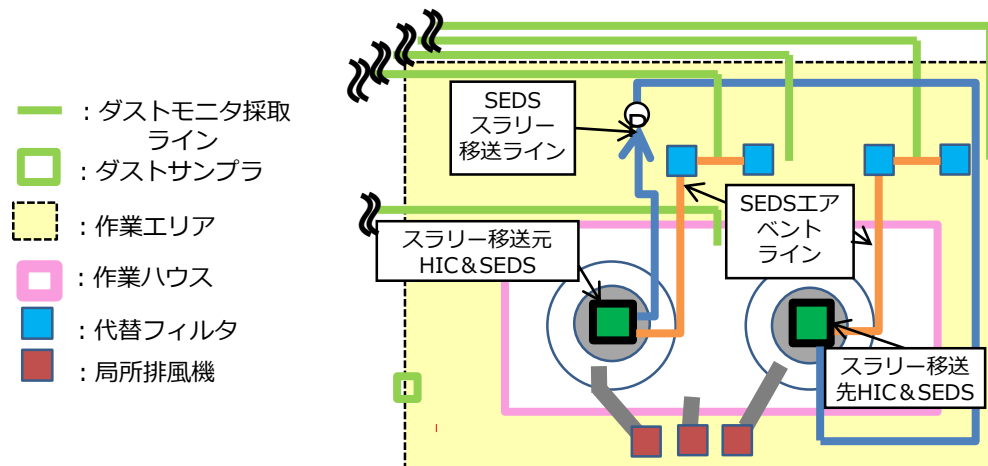 ：ダストモニタ採取
ライン
：ダストサンプラ
：作業エリア
：作業ハウス
：代替フィルタ
：局所排風機
SEDS
スラリー
移送ライン
P
SEDSエア
ベント
ライン
スラリー移送元
HIC＆SEDS
スラリー移送
先HIC＆SEDS